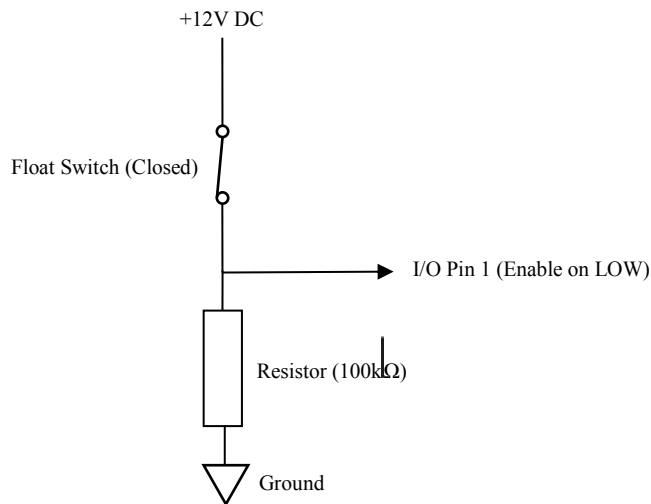 +12V DC
Float Switch (Closed)
I/O Pin 1 (Enable on LOW)
Resistor (100kΩ)
Ground